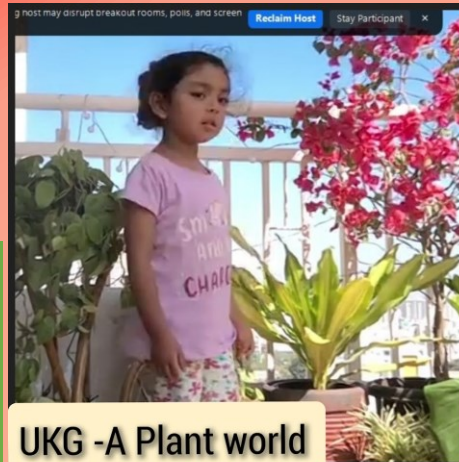 g host may disrupt breakout rooms, polls, and screen Reclaim Host Stay Participant ×
AND
UKG -A Plant world